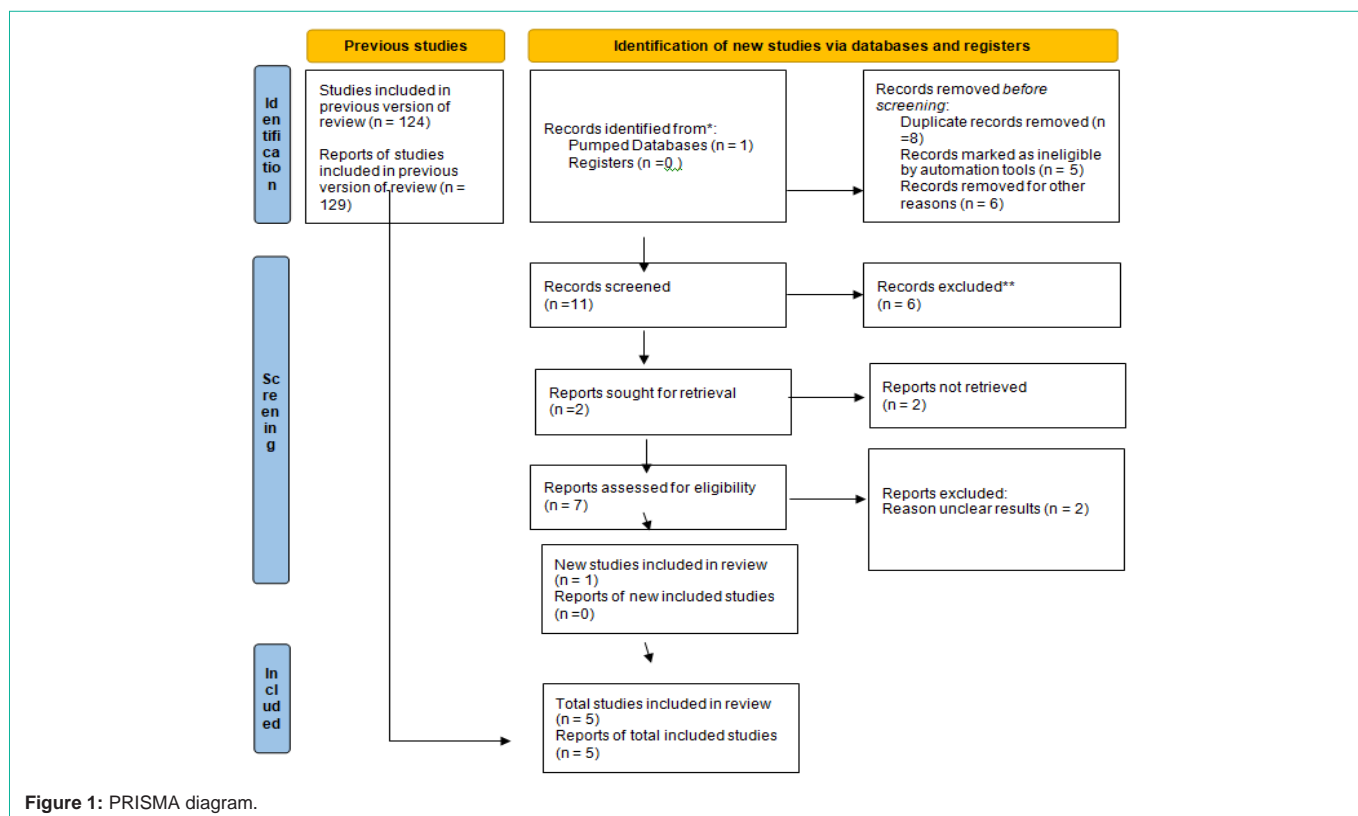 Previous studies
Identification of new studies via databases and registers
Id
en
tifi
ca
tio
n
Studies included in
previous version of
review (n = 124)
Reports of studies
included in previous
version of review (n =
129)
Records identified from*:
Pumped Databases (n = 1)
Registers (n =0 )
Records removed before
screening:
Duplicate records removed (n
=8)
Records marked as ineligible
by automation tools (n = 5)
Records removed for other
reasons (n = 6)
Sc
re
en
in
g
Records screened
(n =11)
Records excluded**
(n = 6)
Reports sought for retrieval
(n =2)
Reports not retrieved
(n = 2)
Reports assessed for eligibility
(n = 7)
Reports excluded:
Reason unclear results (n = 2)
New studies included in review
(n = 1)
Reports of new included studies
(n =0)
In
cl
ud
ed
Total studies included in review
(n = 5)
Reports of total included studies
(n = 5)
Figure 1: PRISMA diagram.